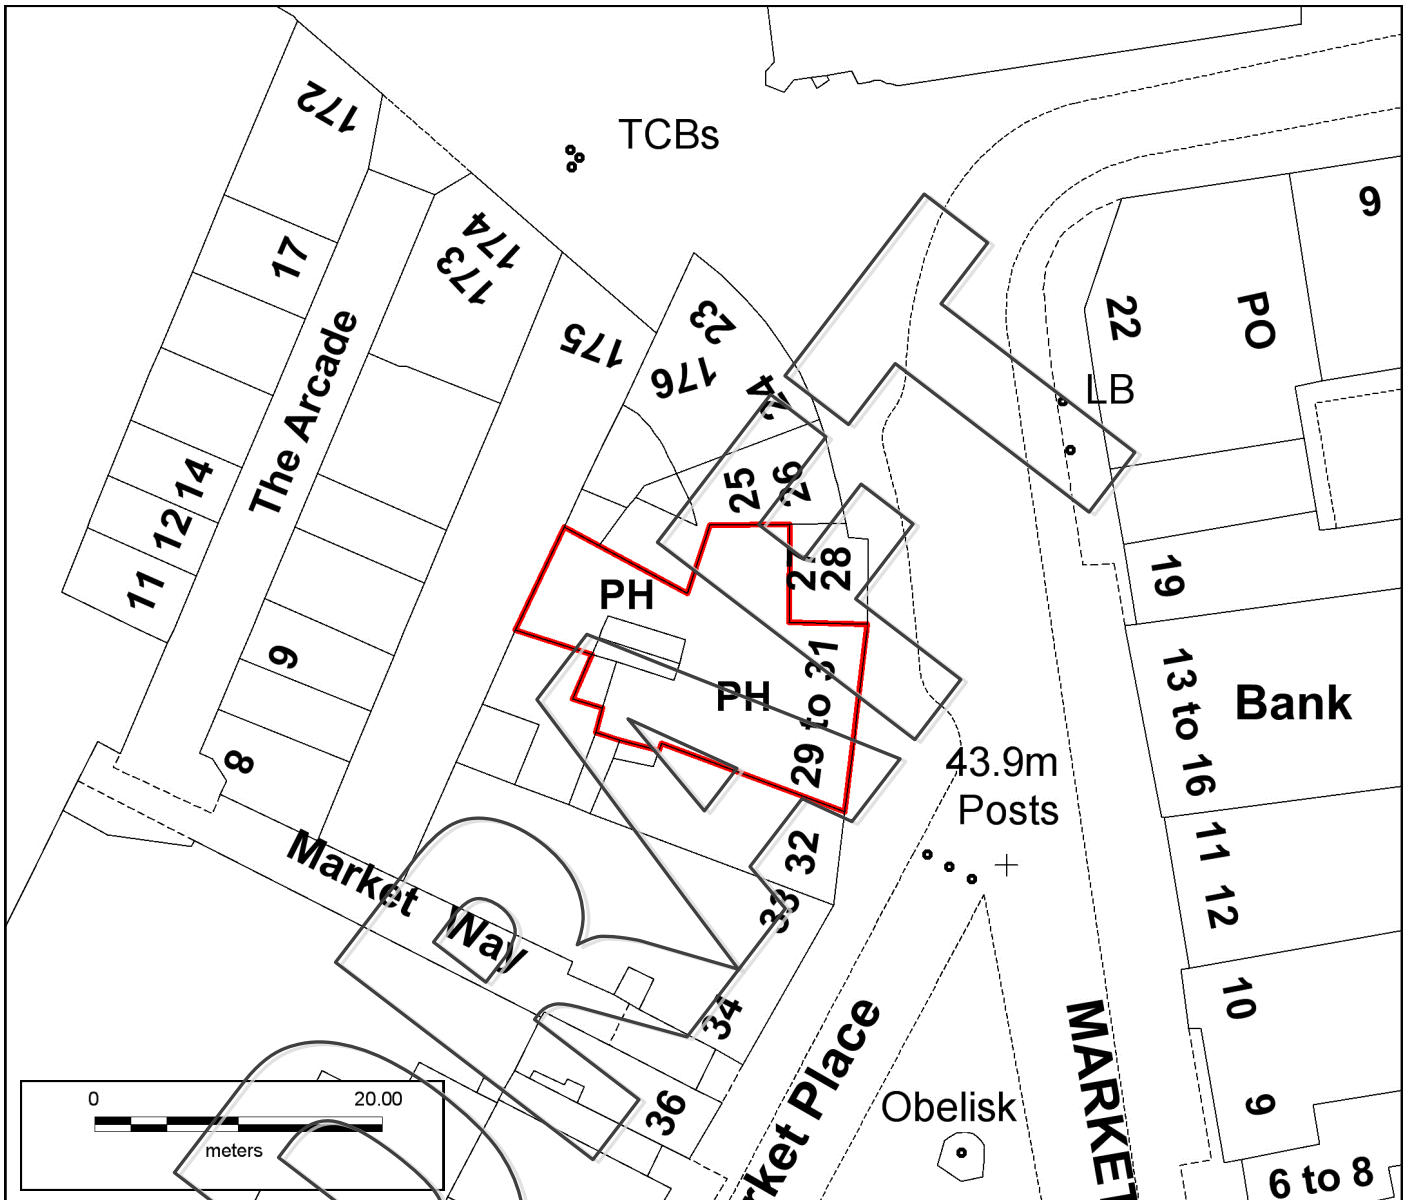 172
TCBs
9
174
173
17
23
22
PO
175
176
24
LB
The Arcade
14
25
26
12
27
28
19
11
PH
9
29 to 31
PH
13 to 16
Bank
8
43.9m
Posts
32
11
Market Way
33
12
34
10
0
20.00
meters
36
rket Place
MARKET
Obelisk
9
6 to 8
DRAFT